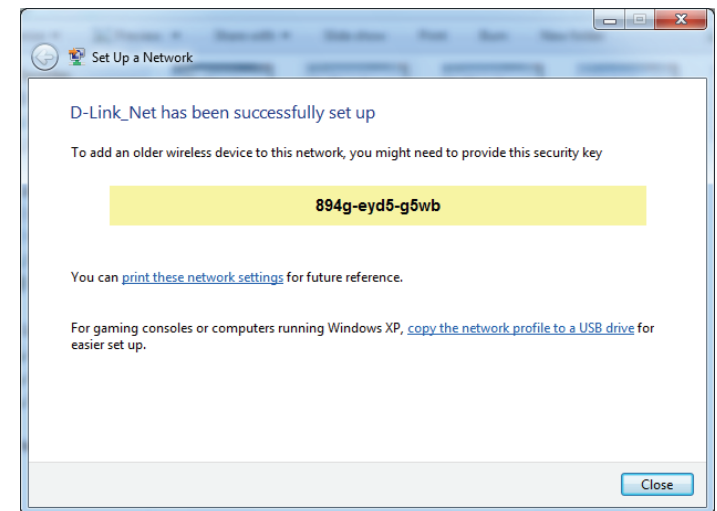 Set Up a Network
D-Link_Net has been successfully set up
To add an older wireless device to this network, you might need to provide this security key
894g-eyd5-g5wb
You can print these network settings for future reference.
For gaming consoles or computers running Windows XP, copy the network profile to a USB drive for
easier set up.
Close